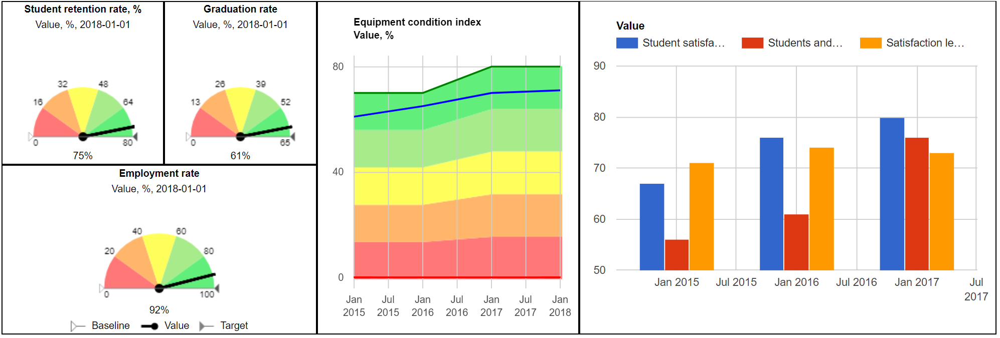 Student retention rate, %
Value, %, 2018-01-01
16
32
48
64
0
80
75%
Graduation rate
Value, %, 2018-01-01
13
26
39
52
0
65
61%
Employment rate
Value, %, 2018-01-01
20
40
60
80
0
100
92%
Baseline
Value
Target
Equipment condition index
Value, %
80
40
0
Jan 2015
Jul 2015
Jan 2016
Jul 2016
Jan 2017
Jul 2017
Jan 2018
Value
Student satisfa…
Students and…
Satisfaction le…
90
80
70
60
50
Jan 2015
Jul 2015
Jan 2016
Jul 2016
Jan 2017
Jul 2017